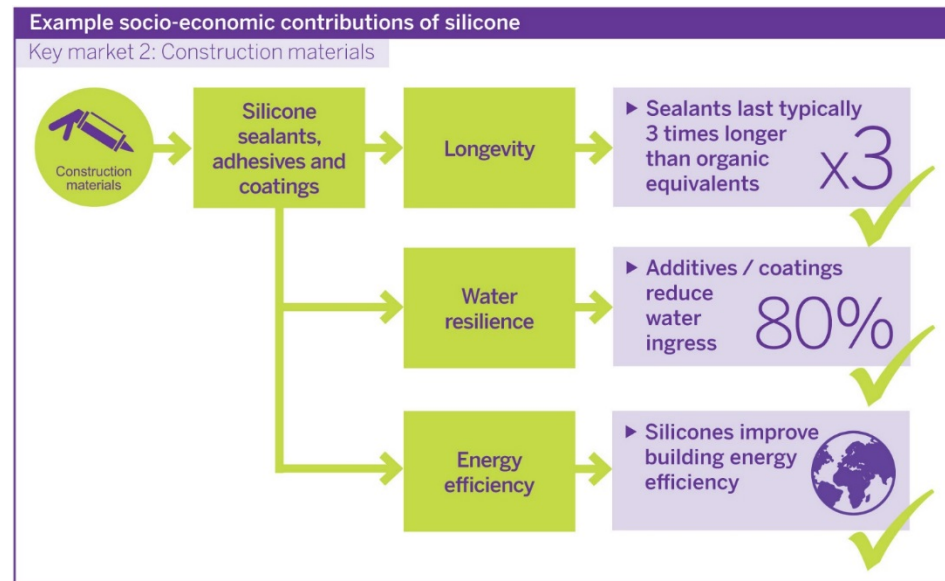 Example socio-economic contributions of silicone
Key market 2: Construction materials
Construction
materials
Silicone
sealants,
adhesives and
coatings
Longevity
▶ Sealants last typically
3 times longer
than organic
equivalents
x3
Water
resilience
▶ Additives / coatings
reduce
water
ingress
80%
Energy
efficiency
▶ Silicones improve
building energy
efficiency